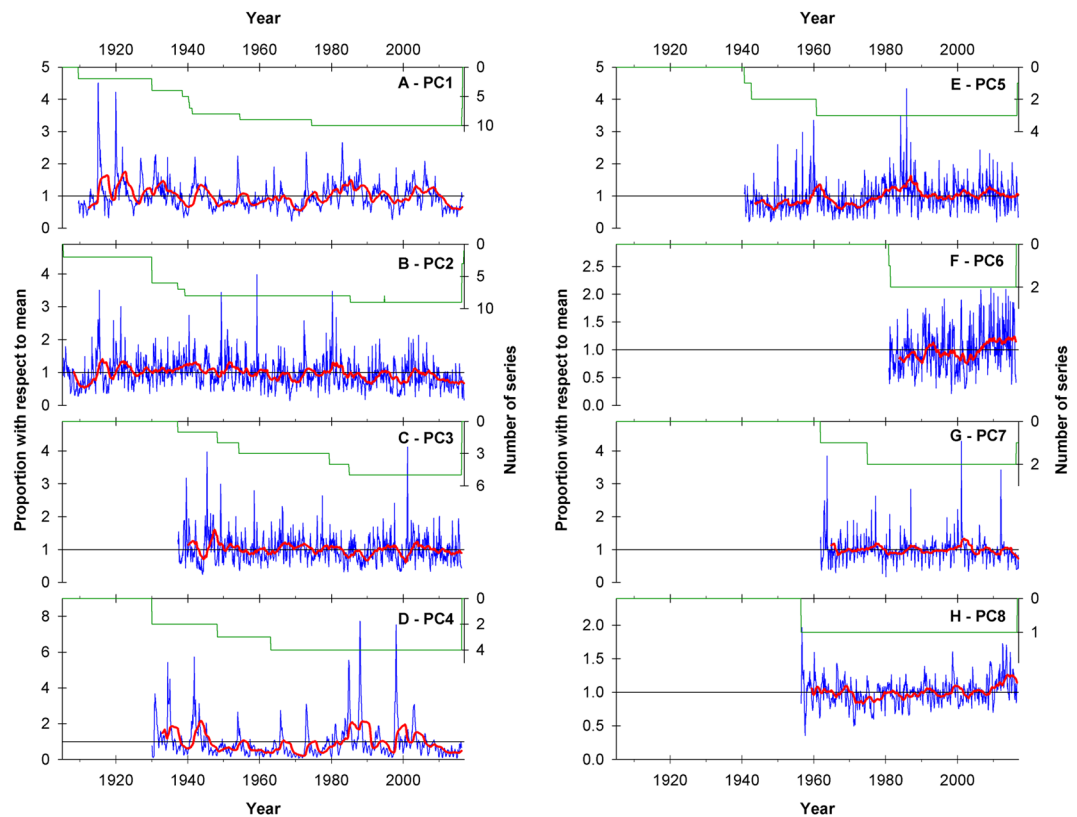 Year
Year
1920 1940 1960 1980 2000
1920 1940 1960 1980 2000
5 4 3 2 1 0
A - PC1
0 5 10
4 3 2 1 0
B - PC2
0 5 10
4 3 2 1 0
C - PC3
0 3 6
8 6 4 2 0
D - PC4
0 2 4
Proportion with respect to mean
Number of series
5 4 3 2 1 0
E - PC5
0 2 4
2.5 2.0 1.5 1.0 0.5 0.0
F - PC6
0 2
4 3 2 1 0
G - PC7
0 2
2.0 1.5 1.0 0.5 0.0
H - PC8
0 1
Proportion with respect to mean
Number of series
1920 1940 1960 1980 2000
1920 1940 1960 1980 2000
Year
Year